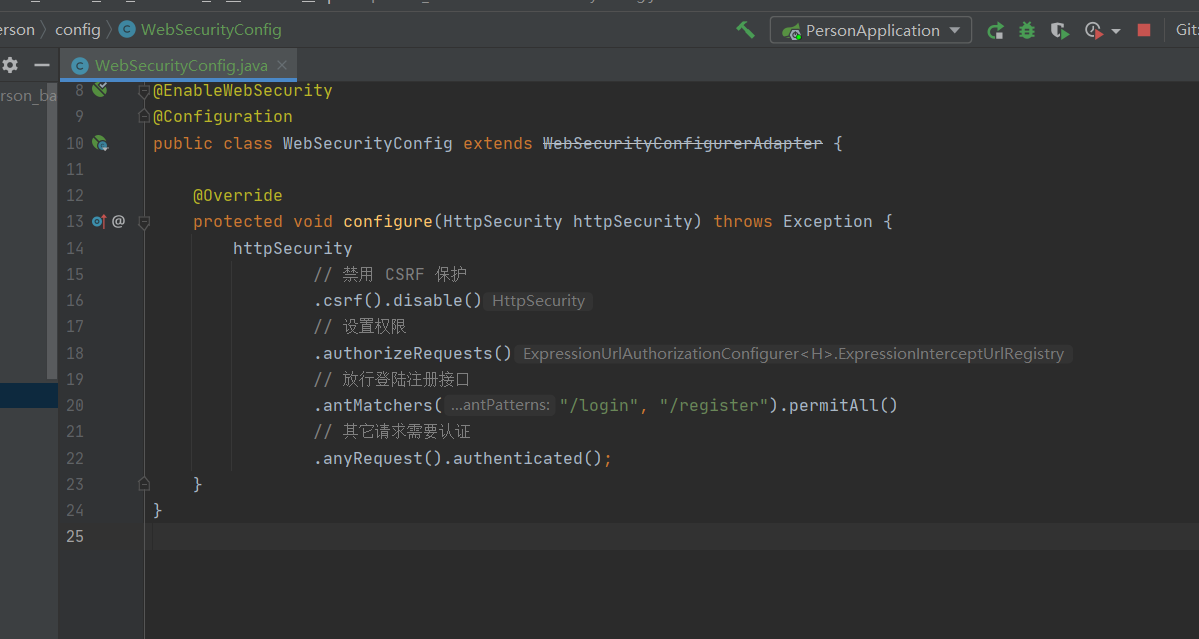 erson config WebSecurityConfig PersonApplication Git:
WebSecurityConfig.java
rson_ba
8 @EnableWebSecurity
9 @Configuration
10 public class WebSecurityConfig extends WebSecurityConfigurerAdapter {
11
12 @Override
13 protected void configure(HttpSecurity httpSecurity) throws Exception {
14 httpSecurity
15 // 禁用 CSRF 保护
16 .csrf().disable() HttpSecurity
17 // 设置权限
18 .authorizeRequests() ExpressionUrlAuthorizationConfigurer<H>.ExpressionInterceptUrlRegistry
19 // 放行登陆注册接口
20 .antMatchers( ...antPatterns: "/login", "/register").permitAll()
21 // 其它请求需要认证
22 .anyRequest().authenticated();
23 }
24 }
25